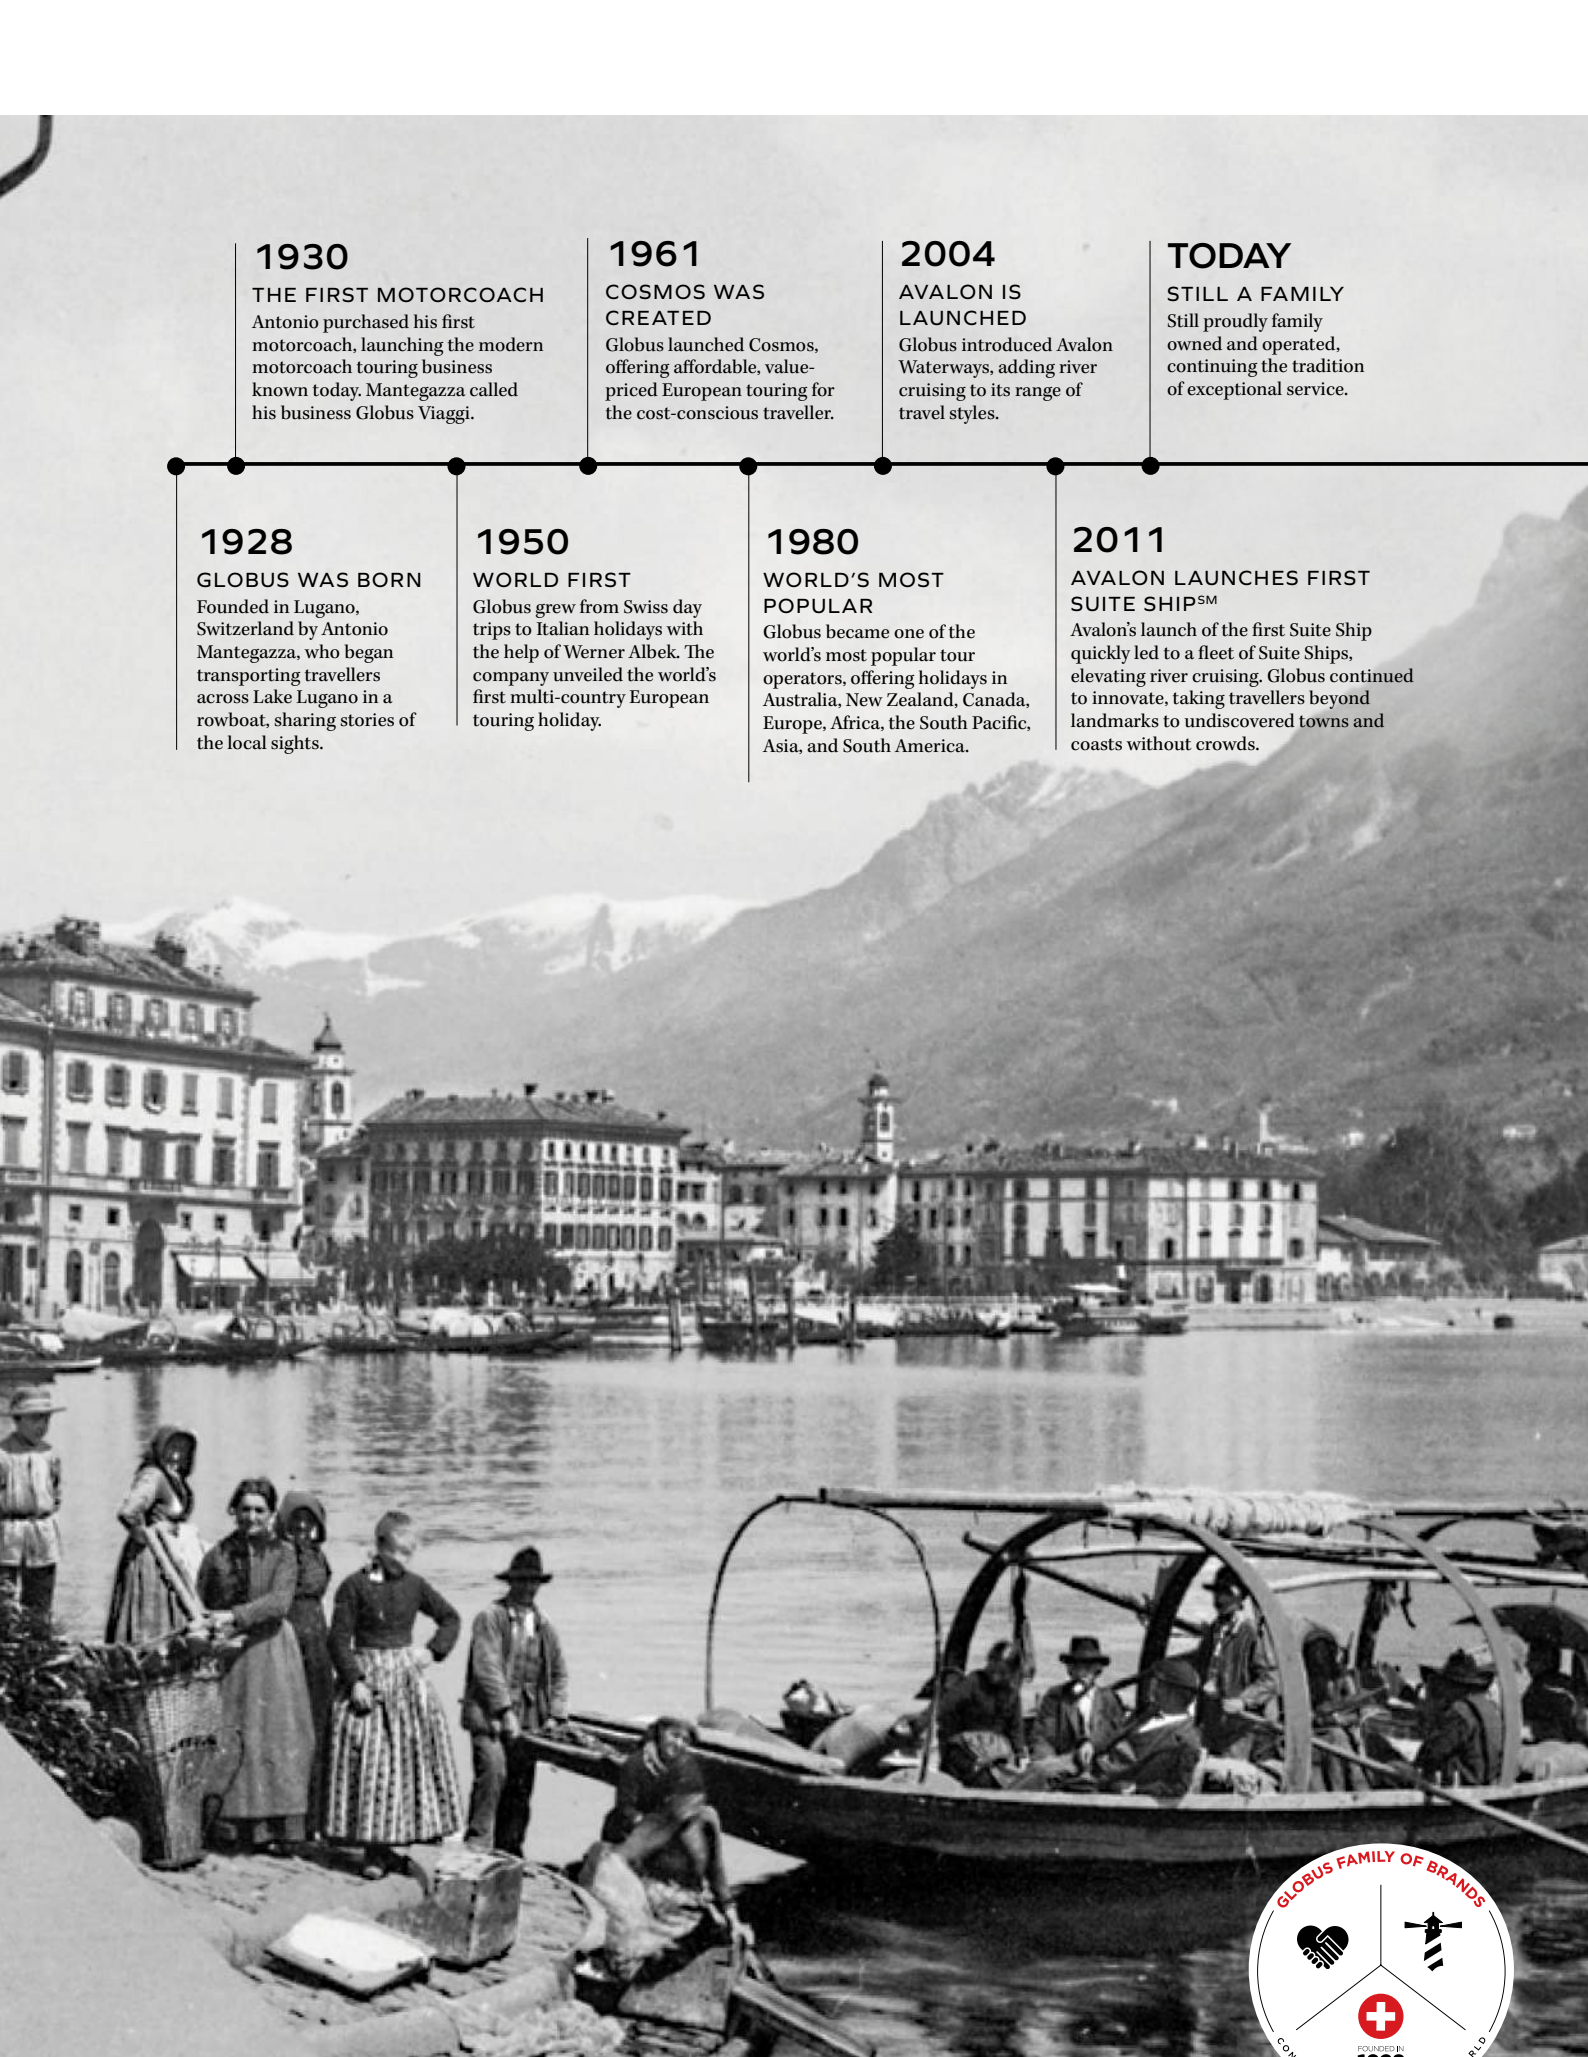 1930
THE FIRST MOTORCOACH
Antonio purchased his first
motorcoach, launching the modern
motorcoach touring business
known today. Mantegazza called
his business Globus Viaggi.
1961
COSMOS WAS
CREATED
Globus launched Cosmos,
offering affordable, value-
priced European touring for
the cost-conscious traveller.
2004
AVALON IS
LAUNCHED
Globus introduced Avalon
Waterways, adding river
cruising to its range of
travel styles.
TODAY
STILL A FAMILY
Still proudly family
owned and operated,
continuing the tradition
of exceptional service.
1928
GLOBUS WAS BORN
Founded in Lugano,
Switzerland by Antonio
Mantegazza, who began
transporting travellers
across Lake Lugano in a
rowboat, sharing stories of
the local sights.
1950
WORLD FIRST
Globus grew from Swiss day
trips to Italian holidays with
the help of Werner Albek. The
company unveiled the world’s
first multi-country European
touring holiday.
1980
WORLD’S MOST
POPULAR
Globus became one of the
world’s most popular tour
operators, offering holidays in
Australia, New Zealand, Canada,
Europe, Africa, the South Pacific,
Asia, and South America.
2011
AVALON LAUNCHES FIRST
SUITE SHIP℠
Avalon’s launch of the first Suite Ship
quickly led to a fleet of Suite Ships,
elevating river cruising. Globus continued
to innovate, taking travellers beyond
landmarks to undiscovered towns and
coasts without crowds.
GLOBUS FAMILY OF BRANDS
FOUNDED IN